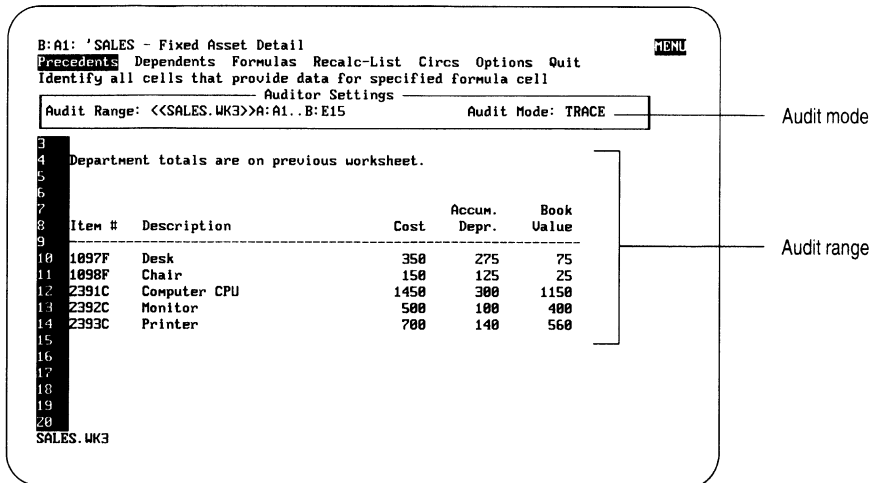 B:A1: 'SALES - Fixed Asset Detail MENU
Precedents Dependents Formulas Recalc-List Circs Options Quit
Identify all cells that provide data for specified formula cell
Auditor Settings
Audit Range: <<SALES.WK3>>A:A1..B:E15 Audit Mode: TRACE
Audit mode
3
4 Department totals are on previous worksheet.
5
6
7 Accum. Book
8 Item # Description Cost Depr. Value
9 ------------------------------------------------------------
10 1097F Desk 350 275 75
11 1098F Chair 150 125 25
12 2391C Computer CPU 1450 300 1150
13 2392C Monitor 500 100 400
14 2393C Printer 700 140 560
15
16
17
18
19
20
SALES.WK3
Audit range